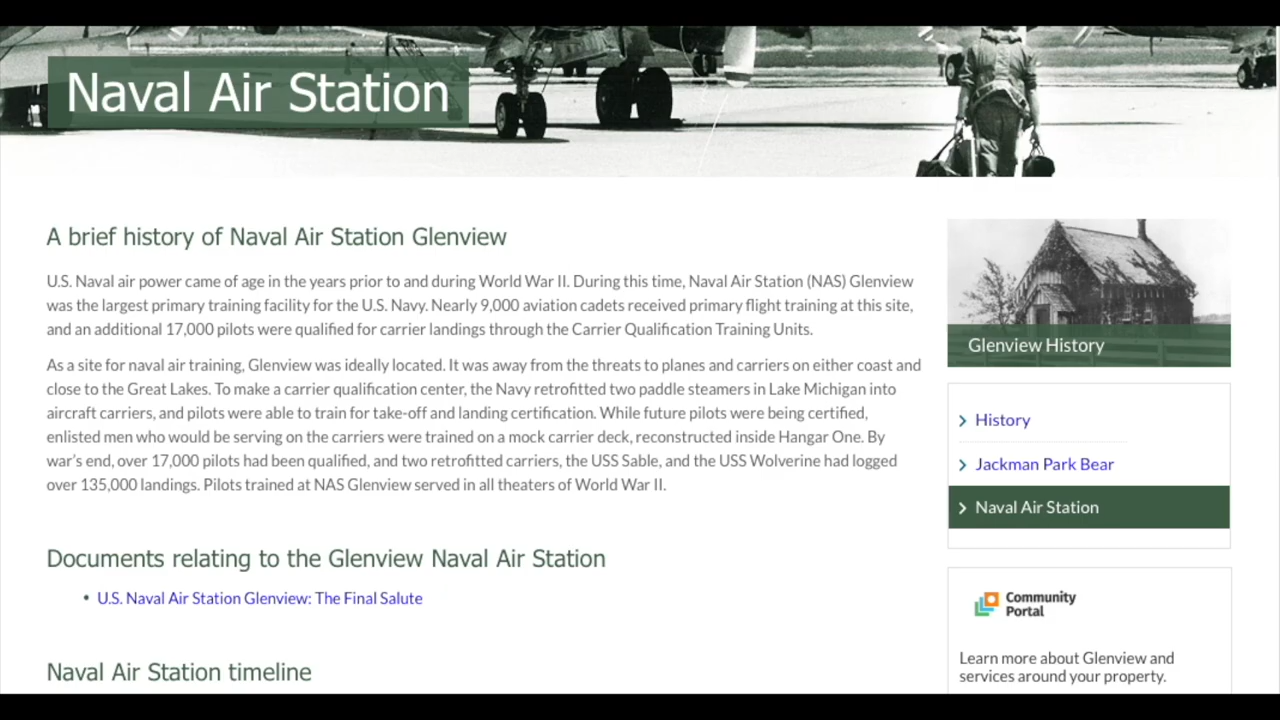 Naval Air Station
A brief history of Naval Air Station Glenview
U.S. Naval air power came of age in the years prior to and during World War II. During this time, Naval Air Station (NAS) Glenview
was the largest primary training facility for the U.S. Navy. Nearly 9,000 aviation cadets received primary flight training at this site,
and an additional 17,000 pilots were qualified for carrier landings through the Carrier Qualification Training Units.
As a site for naval air training, Glenview was ideally located. It was away from the threats to planes and carriers on either coast and
close to the Great Lakes. To make a carrier qualification center, the Navy retrofitted two paddle steamers in Lake Michigan into
aircraft carriers, and pilots were able to train for take-off and landing certification. While future pilots were being certified,
enlisted men who would be serving on the carriers were trained on a mock carrier deck, reconstructed inside Hangar One. By
war's end, over 17,000 pilots had been qualified, and two retrofitted carriers, the USS Sable, and the USS Wolverine had logged
over 135,000 landings. Pilots trained at NAS Glenview served in all theaters of World War II.
Documents relating to the Glenview Naval Air Station
• U.S. Naval Air Station Glenview: The Final Salute
Naval Air Station timeline
Glenview History
History
Jackman Park Bear
Naval Air Station
Community
Portal
Learn more about Glenview and
services around your property.